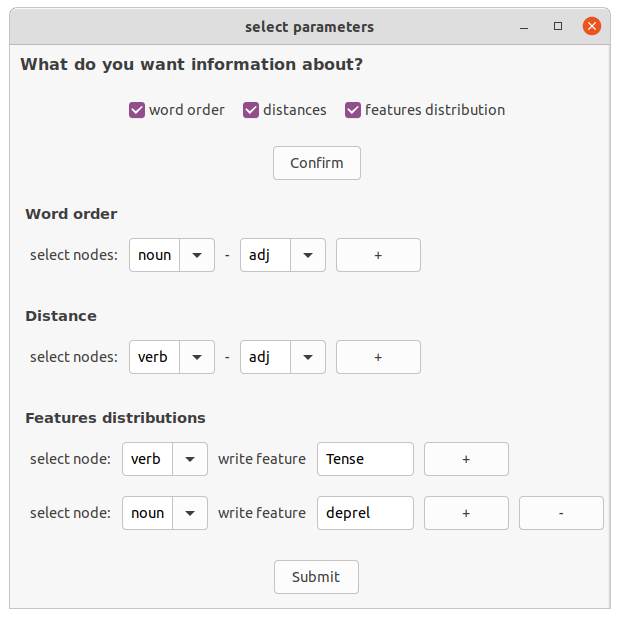 select parameters
What do you want information about?
word order distances features distribution
Confirm
Word order
select nodes: noun - adj +
Distance
select nodes: verb - adj +
Features distributions
select node: verb write feature Tense +
select node: noun write feature deprel + -
Submit